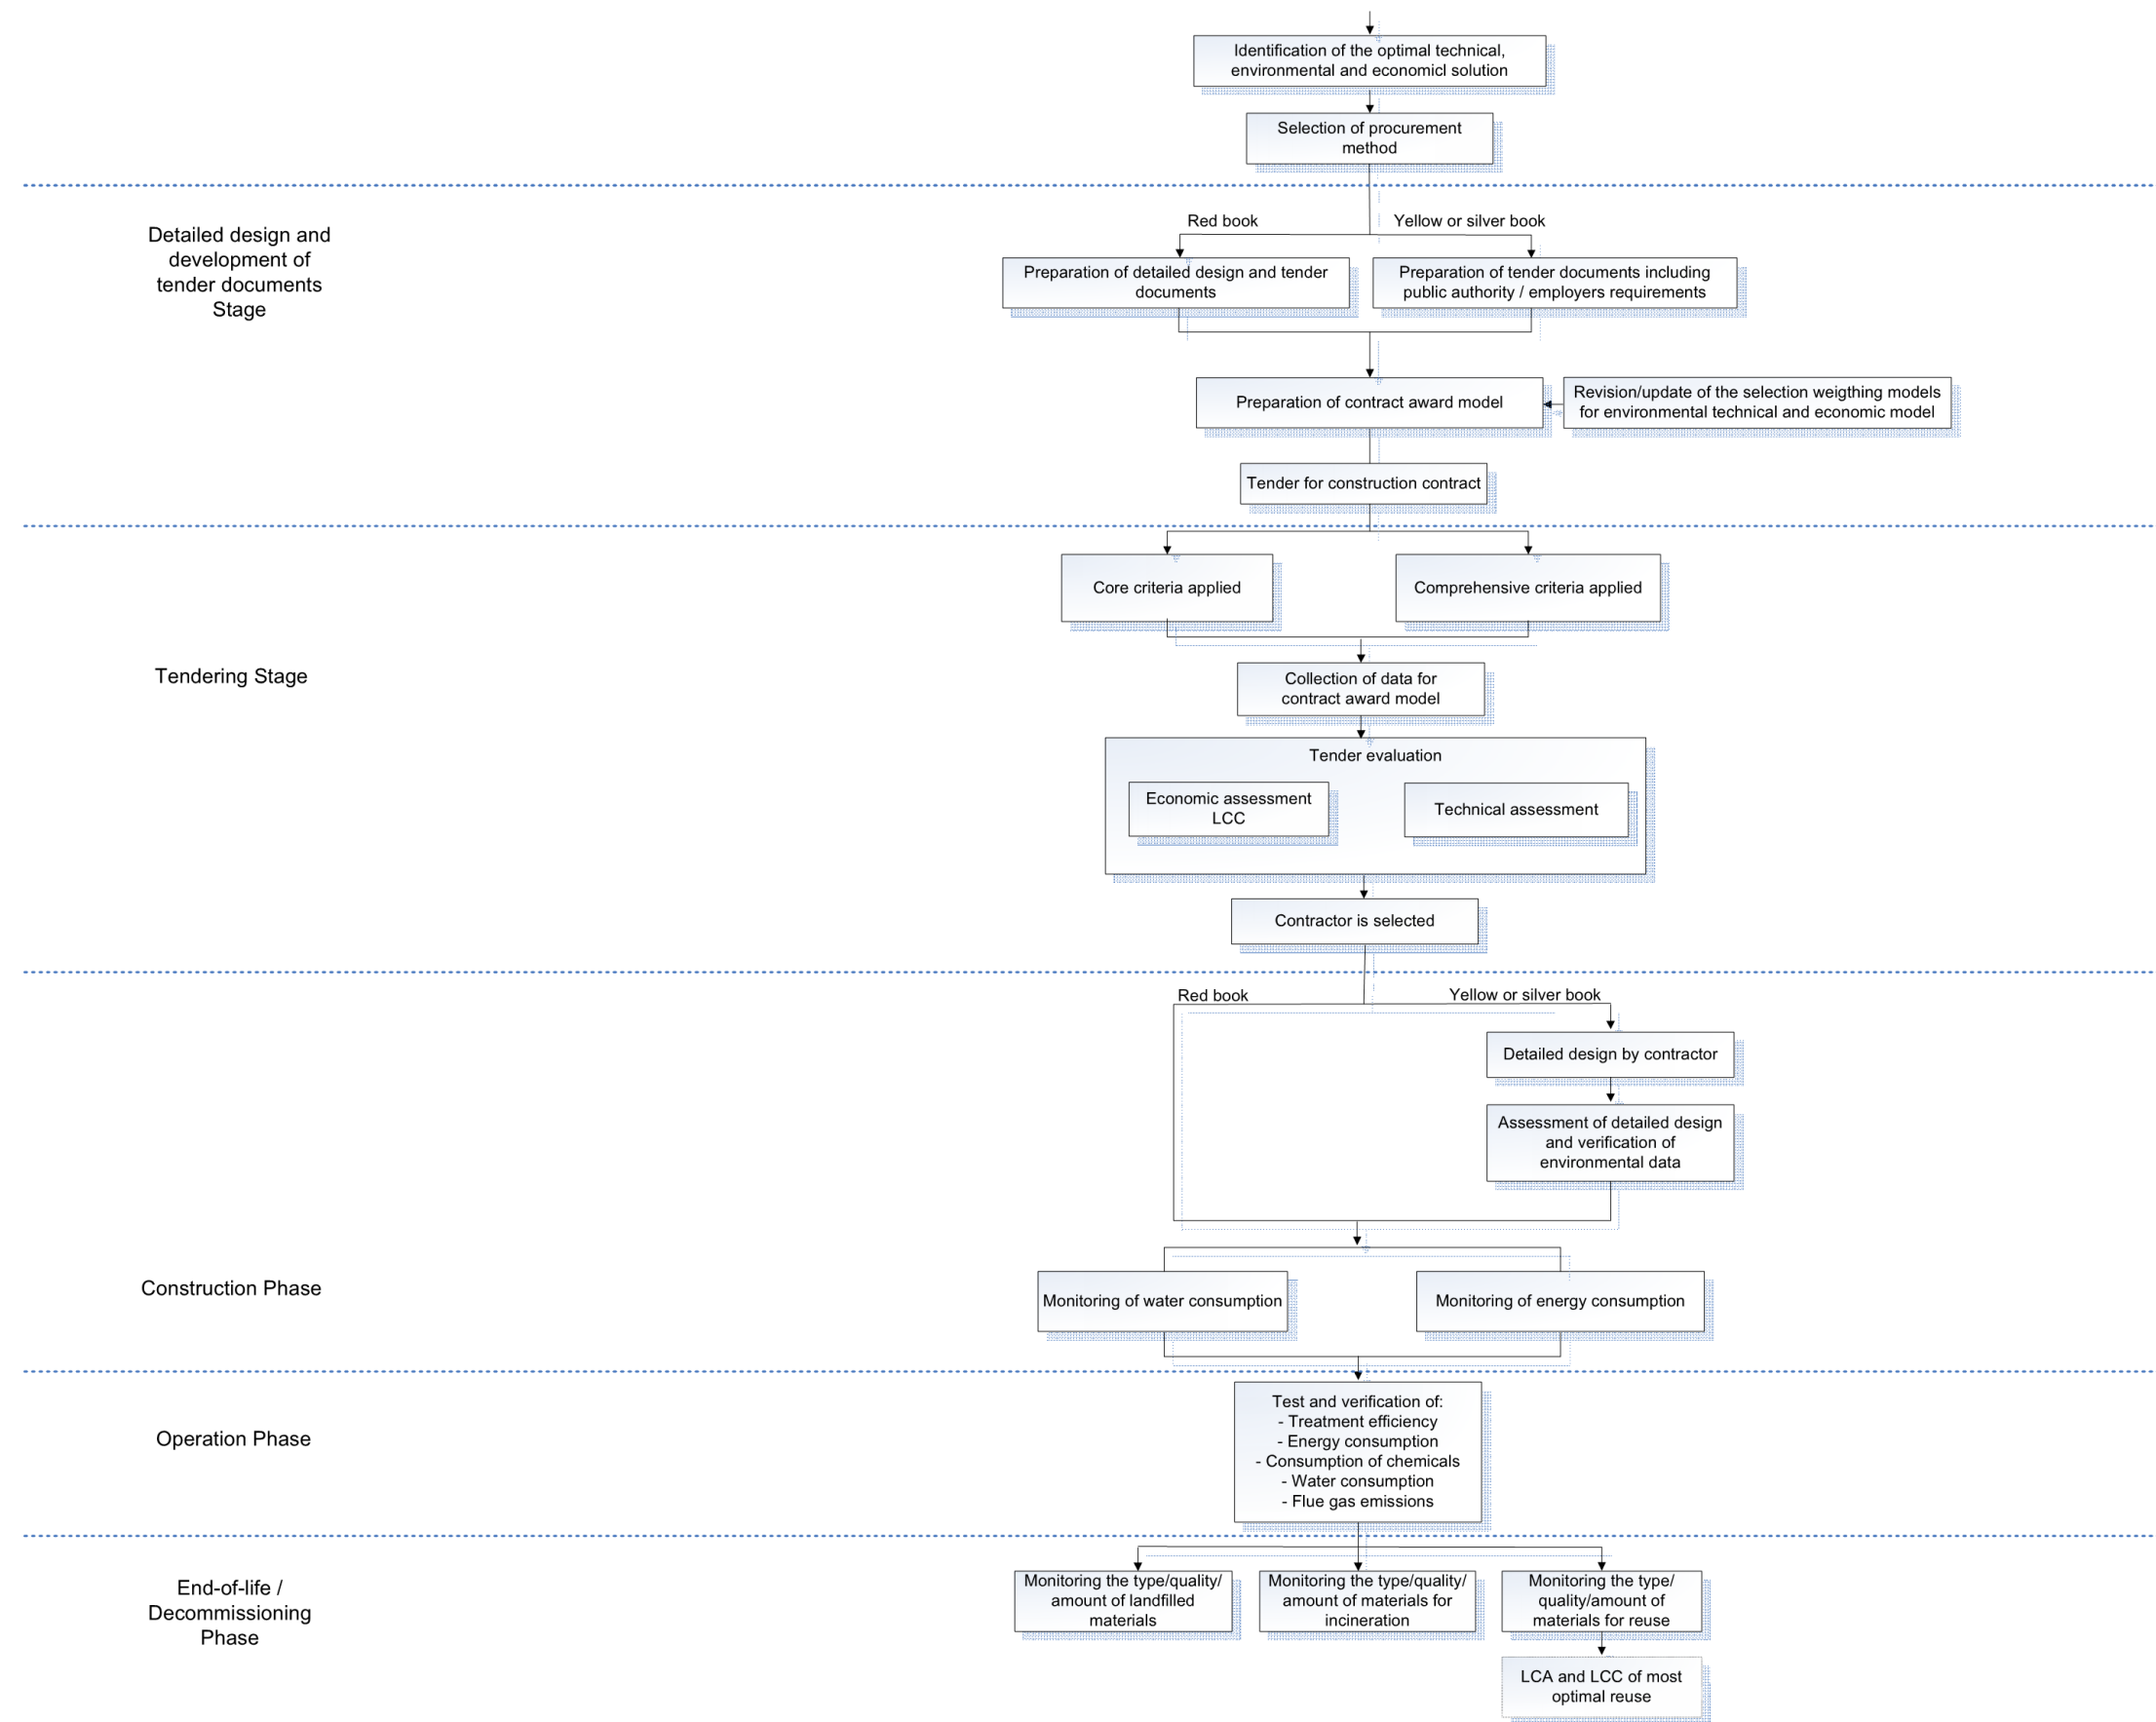 Identification of the optimal technical,
environmental and economicl solution
Selection of procurement
method
Detailed design and
development of
tender documents
Stage
Red book
Yellow or silver book
Preparation of detailed design and tender
documents
Preparation of tender documents including
public authority / employers requirements
Preparation of contract award model
Revision/update of the selection weigthing models
for environmental technical and economic model
Tender for construction contract
Tendering Stage
Core criteria applied
Comprehensive criteria applied
Collection of data for
contract award model
Tender evaluation
Economic assessment
LCC
Technical assessment
Contractor is selected
Construction Phase
Red book
Yellow or silver book
Detailed design by contractor
Assessment of detailed design
and verification of
environmental data
Monitoring of water consumption
Monitoring of energy consumption
Operation Phase
Test and verification of:
- Treatment efficiency
- Energy consumption
- Consumption of chemicals
- Water consumption
- Flue gas emissions
End-of-life /
Decommissioning
Phase
Monitoring the type/quality/
amount of landfilled
materials
Monitoring the type/quality/
amount of materials for
incineration
Monitoring the type/
quality/amount of
materials for reuse
LCA and LCC of most
optimal reuse